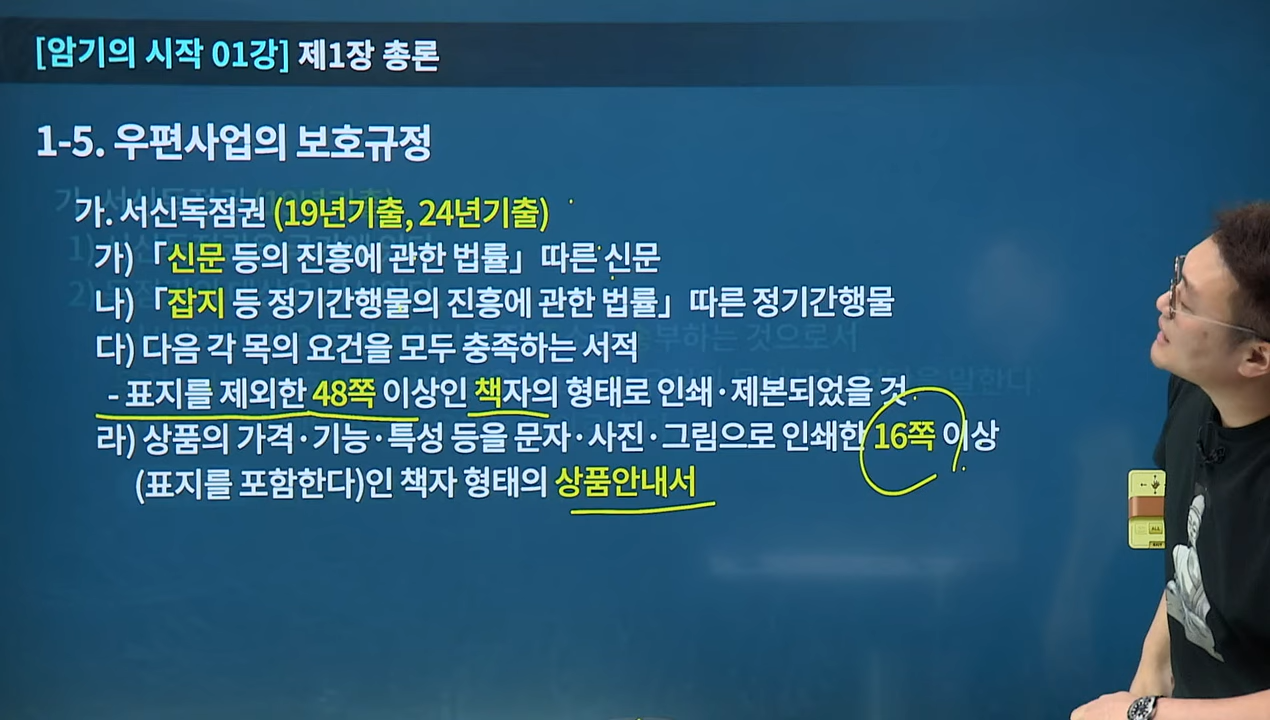 [암기의 시작 01강] 제1장 총론
1-5. 우편사업의 보호규정
가. 서신독점권 (19년기출, 24년기출)
가) 「신문 등의 진흥에 관한 법률」 따른 신문
나) 「잡지 등 정기간행물의 진흥에 관한 법률」 따른 정기간행물
다) 다음 각 목의 요건을 모두 충족하는 서적
- 표지를 제외한 48쪽 이상인 책자의 형태로 인쇄·제본되었을 것
라) 상품의 가격·기능·특성 등을 문자·사진·그림으로 인쇄한 16쪽 이상
(표지를 포함한다)인 책자 형태의 상품안내서